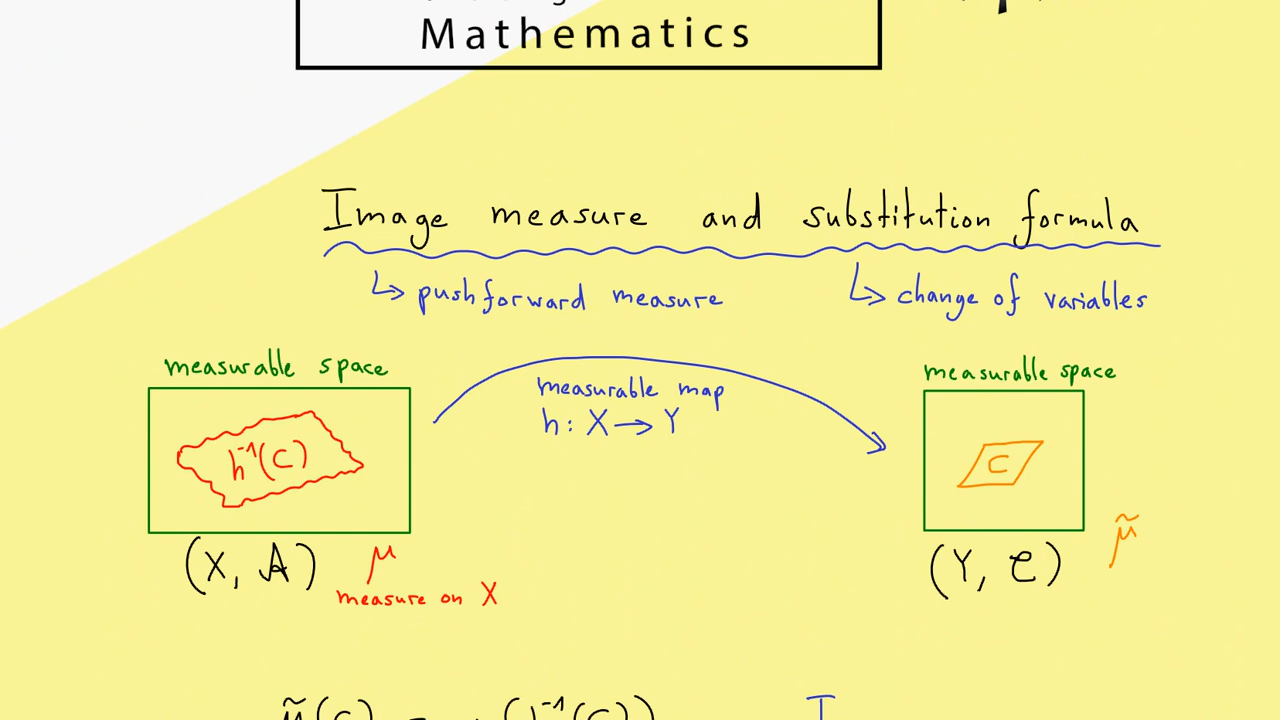 Mathematics
Image measure and substitution formula
↳ pushforward measure
↳ change of variables
measurable space
measurable map
h: X → Y
measurable space
h⁻¹(C)
C
(X, A)
μ
measure on X
(Y, C)
μ̃
μ̃(C)
(h⁻¹(C))